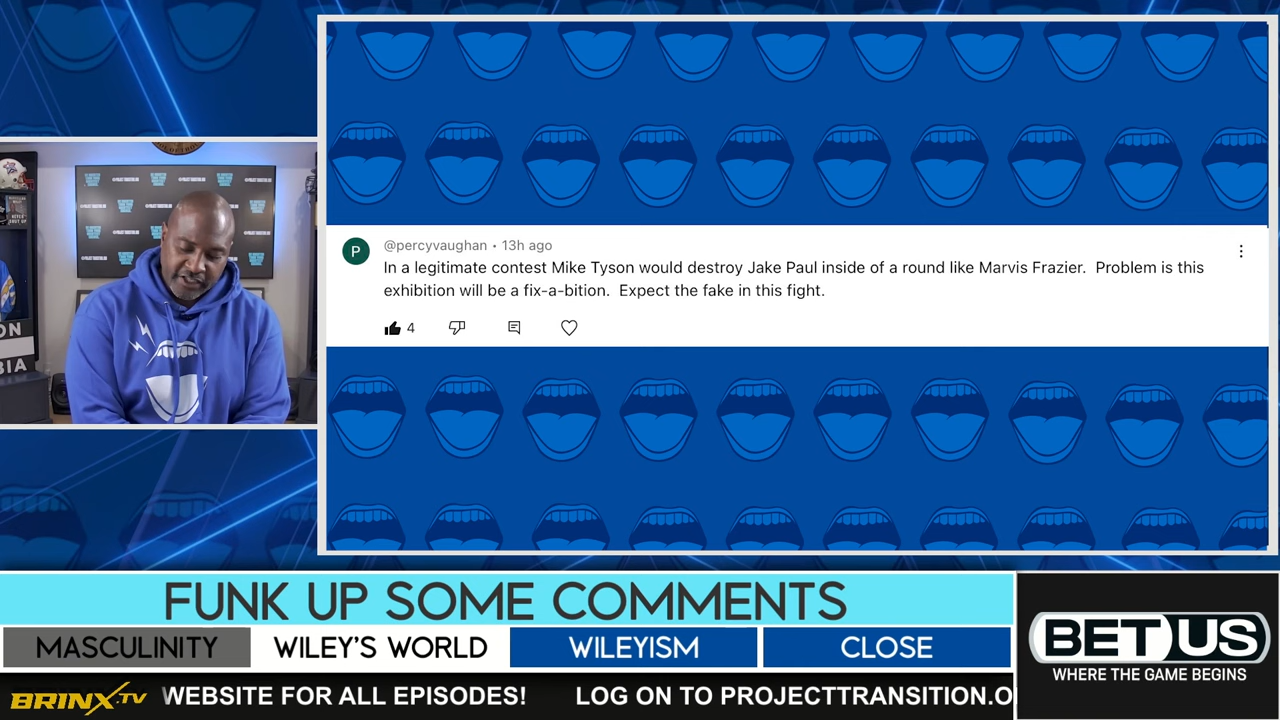 @percyvaughan • 13h ago
In a legitimate contest Mike Tyson would destroy Jake Paul inside of a round like Marvis Frazier. Problem is this
exhibition will be a fix-a-bition. Expect the fake in this fight.
P
4
FUNK UP SOME COMMENTS
MASCULINITY
WILEY'S WORLD
WILEYISM
CLOSE
BET US
WHERE THE GAME BEGINS
BRINX.TV
WEBSITE FOR ALL EPISODES! LOG ON TO PROJECTTRANSITION.O